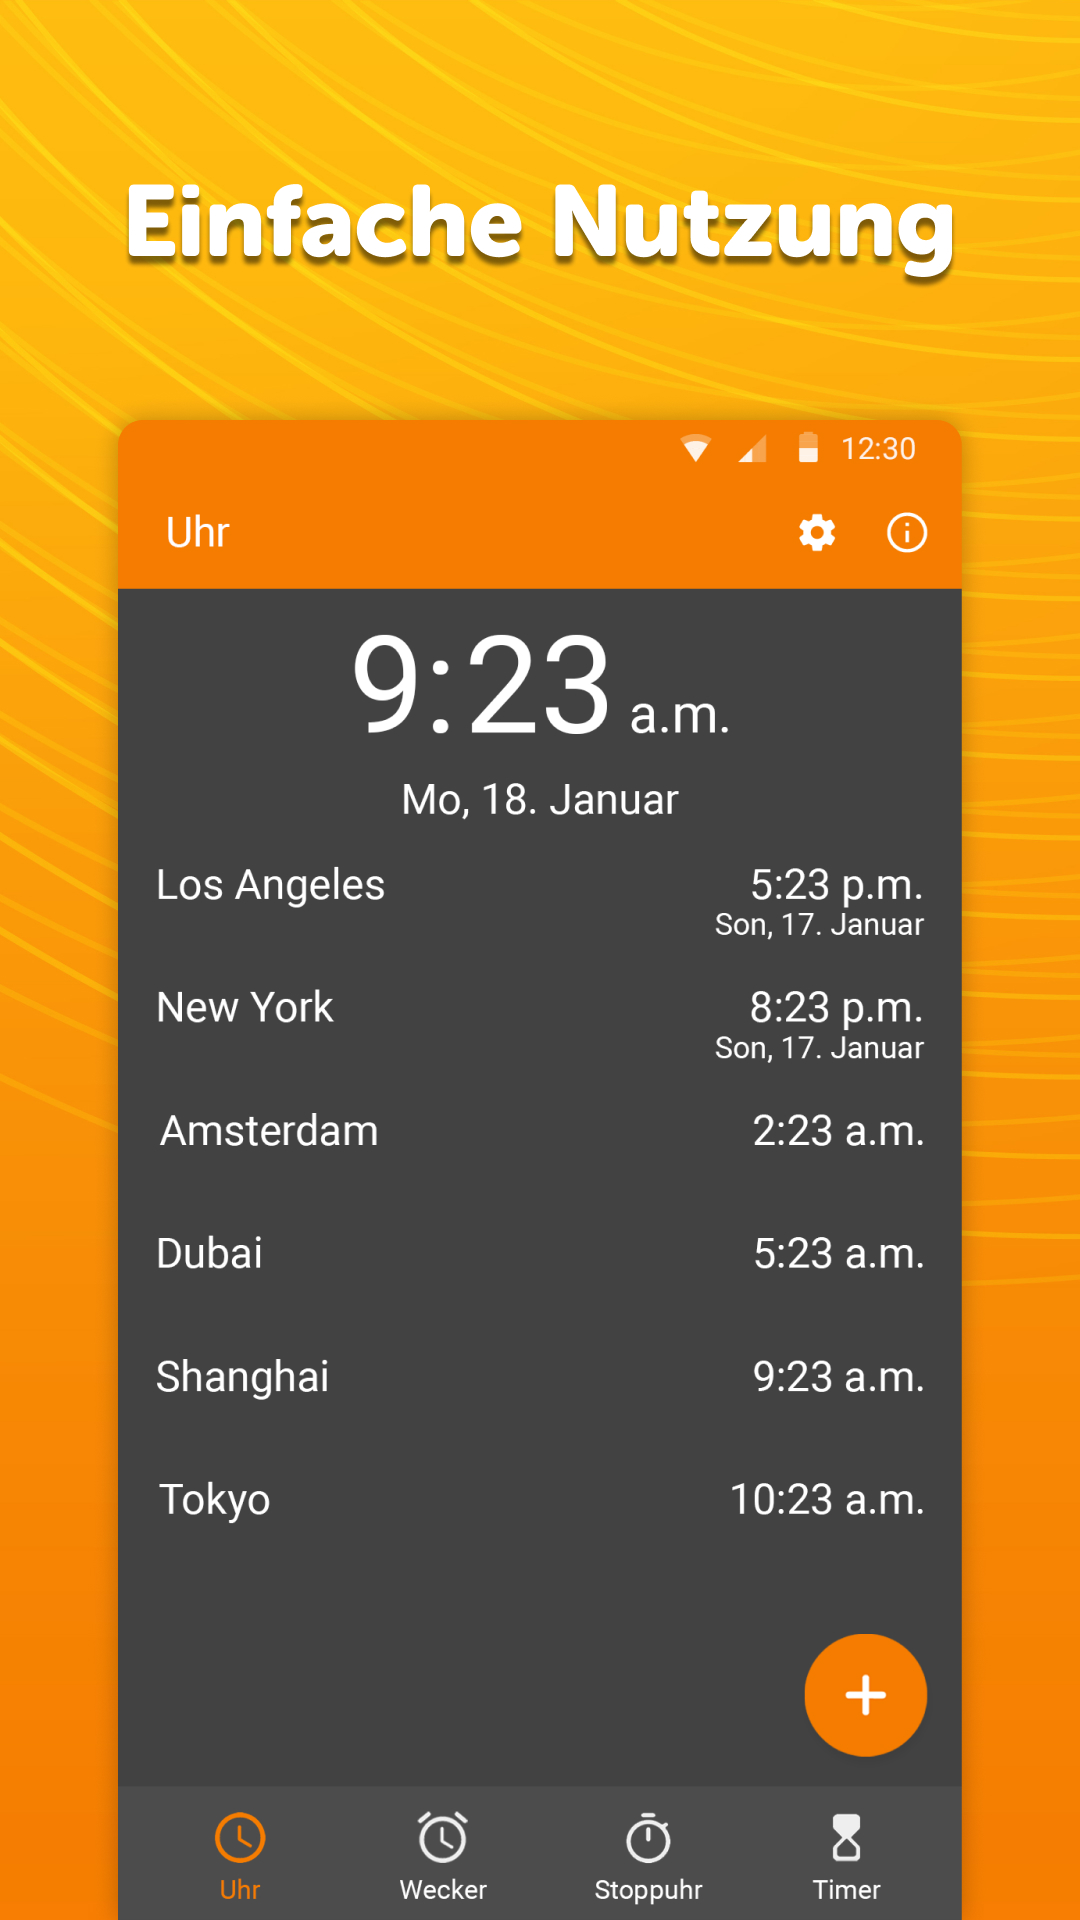 Einfache Nutzung
12:30
Uhr
9:23 a.m.
Mo, 18. Januar
Los Angeles 5:23 p.m.
Son, 17. Januar
New York 8:23 p.m.
Son, 17. Januar
Amsterdam 2:23 a.m.
Dubai 5:23 a.m.
Shanghai 9:23 a.m.
Tokyo 10:23 a.m.
Uhr Wecker Stoppuhr Timer